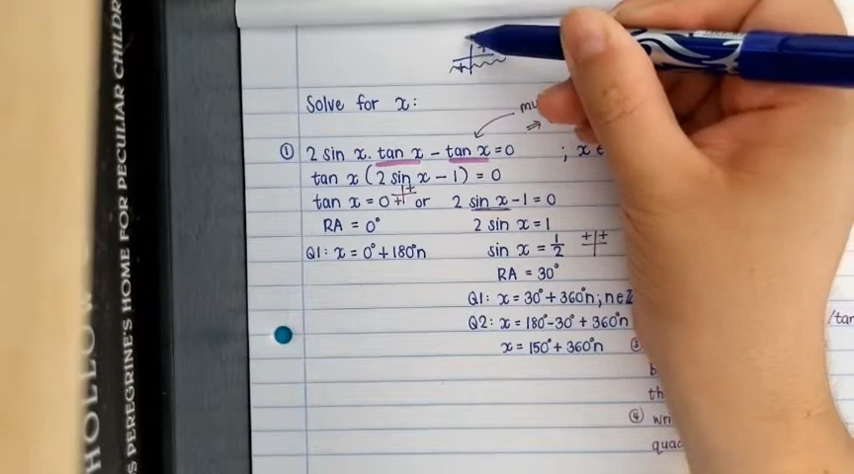 Solve for x:
① 2 sin x. tan x - tan x = 0 ; x ∈
tan x (2 sin x - 1) = 0
tan x = 0 or 2 sin x - 1 = 0
RA = 0° 2 sin x = 1
Q1: x = 0° + 180°n sin x = 1/2
RA = 30°
Q1: x = 30° + 360°n; n∈Z
Q2: x = 180° - 30° + 360°n
x = 150° + 360°n
/tan
④
HOLLOW
S PEREGRINE'S HOME FOR PECULIAR CHILDR